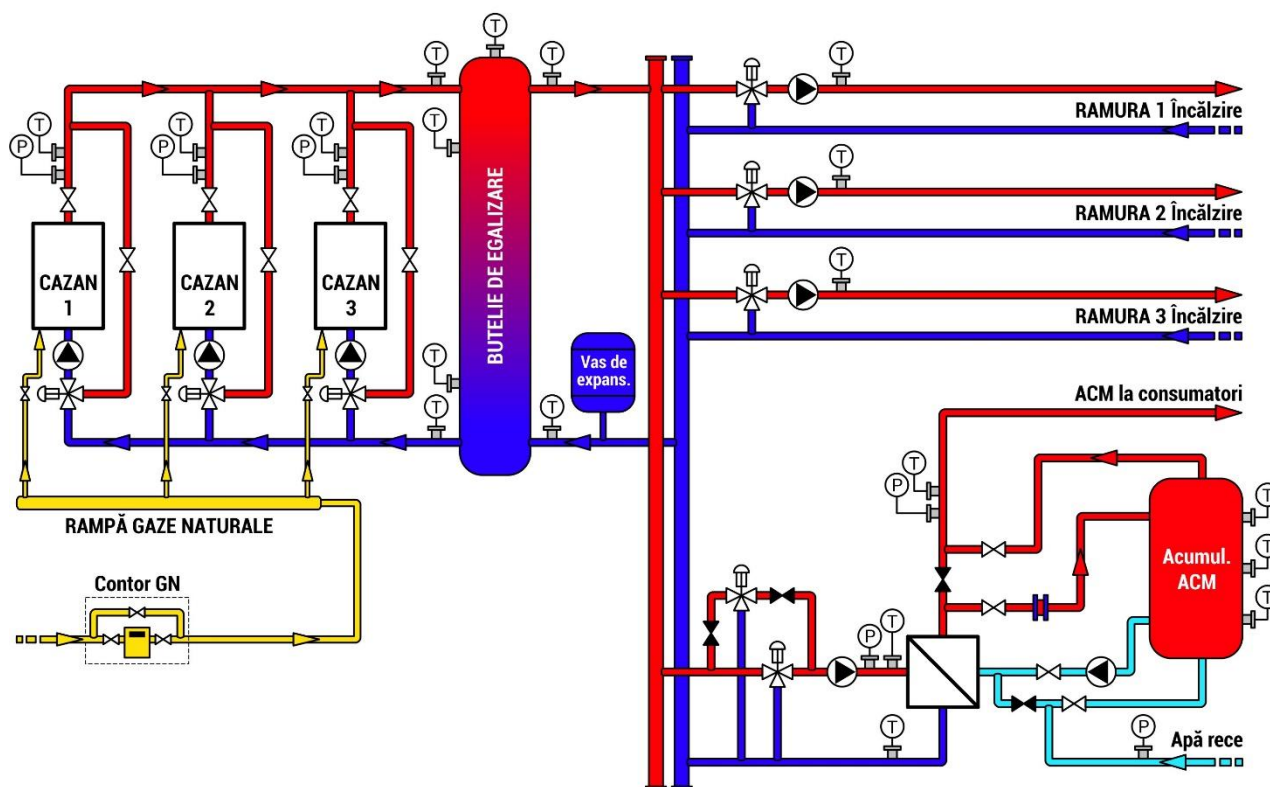 T
T
T
T
T
T
T
P
P
P
T
RAMURA 1 Încălzire
BUTELIE DE EGALIZARE
T
RAMURA 2 Încălzire
CAZAN
1
CAZAN
2
CAZAN
3
T
RAMURA 3 Încălzire
T
Vas de
expans.
T
T
ACM la consumatori
T
P
RAMPĂ GAZE NATURALE
Acumul.
ACM
T
T
T
Contor GN
P
T
T
P
Apă rece